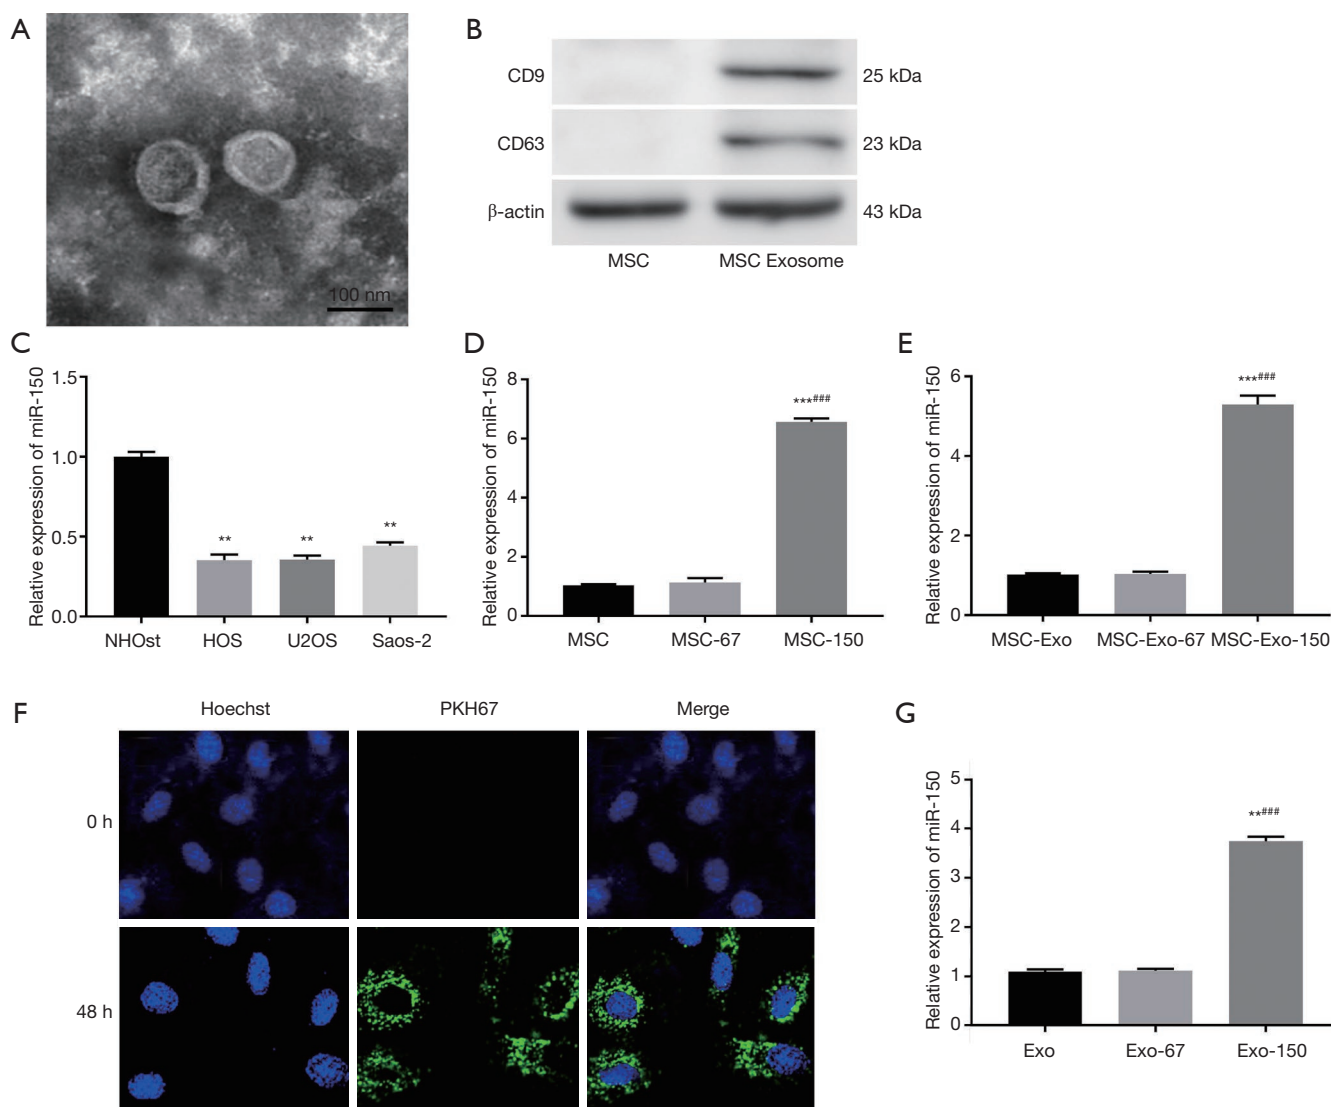 A
100 nm
B
CD9
25 kDa
CD63
23 kDa
β-actin
43 kDa
MSC
MSC Exosome
C
Relative expression of miR-150
1.5
1.0
0.5
0.0
**
**
**
NHOst
HOS
U2OS
Saos-2
D
Relative expression of miR-150
8
6
4
2
0
***###
MSC
MSC-67
MSC-150
E
Relative expression of miR-150
6
4
2
0
***###
MSC-Exo
MSC-Exo-67
MSC-Exo-150
F
Hoechst
PKH67
Merge
0 h
48 h
G
Relative expression of miR-150
5
4
3
2
1
0
**###
Exo
Exo-67
Exo-150